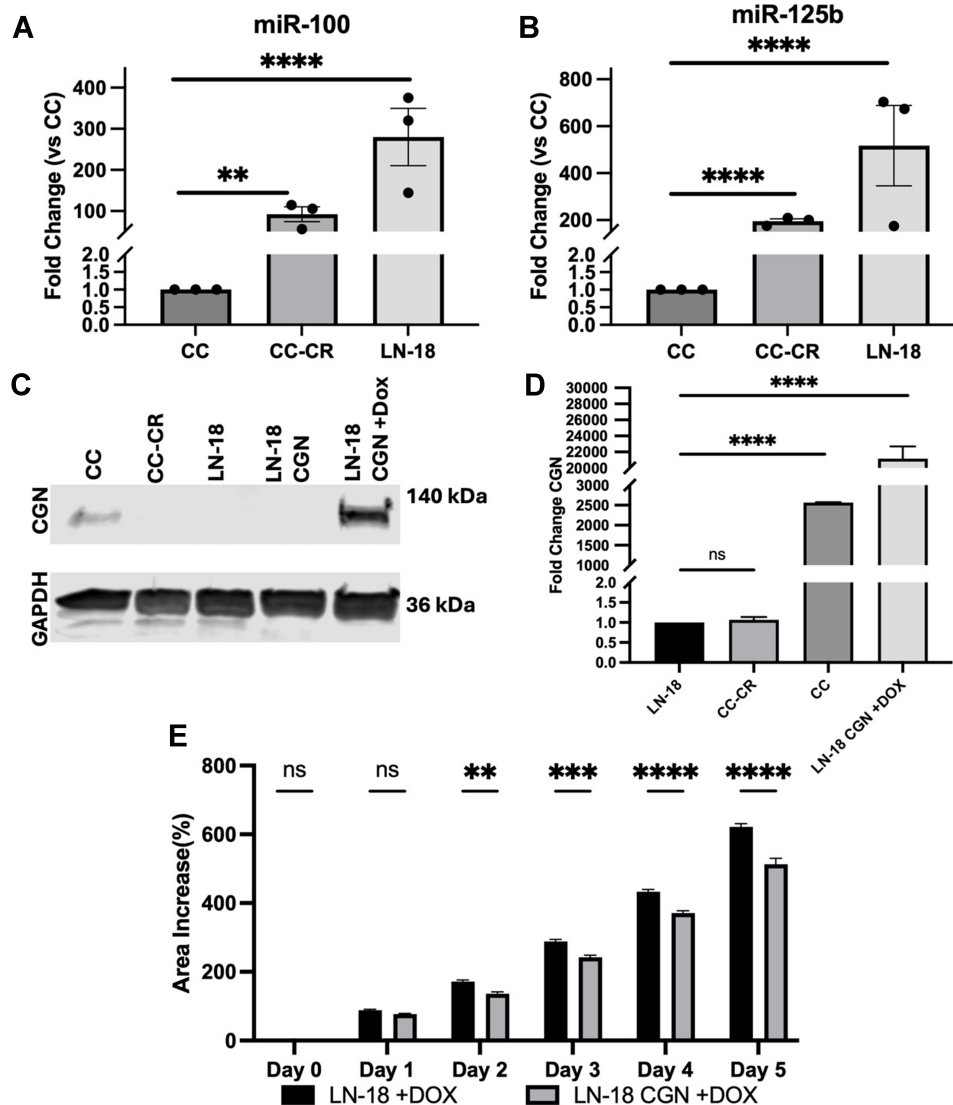 A
miR-100
****
**
Fold Change (vs CC)
400
300
200
100
2.0
1.5
1.0
0.5
0.0
CC
CC-CR
LN-18
B
miR-125b
****
****
Fold Change (vs CC)
800
600
400
200
2.0
1.5
1.0
0.5
0.0
CC
CC-CR
LN-18
C
CC
CC-CR
LN-18
LN-18
CGN
LN-18
CGN +Dox
CGN
140 kDa
GAPDH
36 kDa
D
****
****
ns
Fold Change CGN
30000
28000
26000
24000
22000
20000
3000
2500
2000
1500
1000
2.0
1.5
1.0
0.5
0.0
LN-18
CC-CR
CC
LN-18 CGN +DOX
E
ns
ns
**
***
****
****
Area Increase(%)
800
600
400
200
0
Day 0
Day 1
Day 2
Day 3
Day 4
Day 5
LN-18 +DOX
LN-18 CGN +DOX